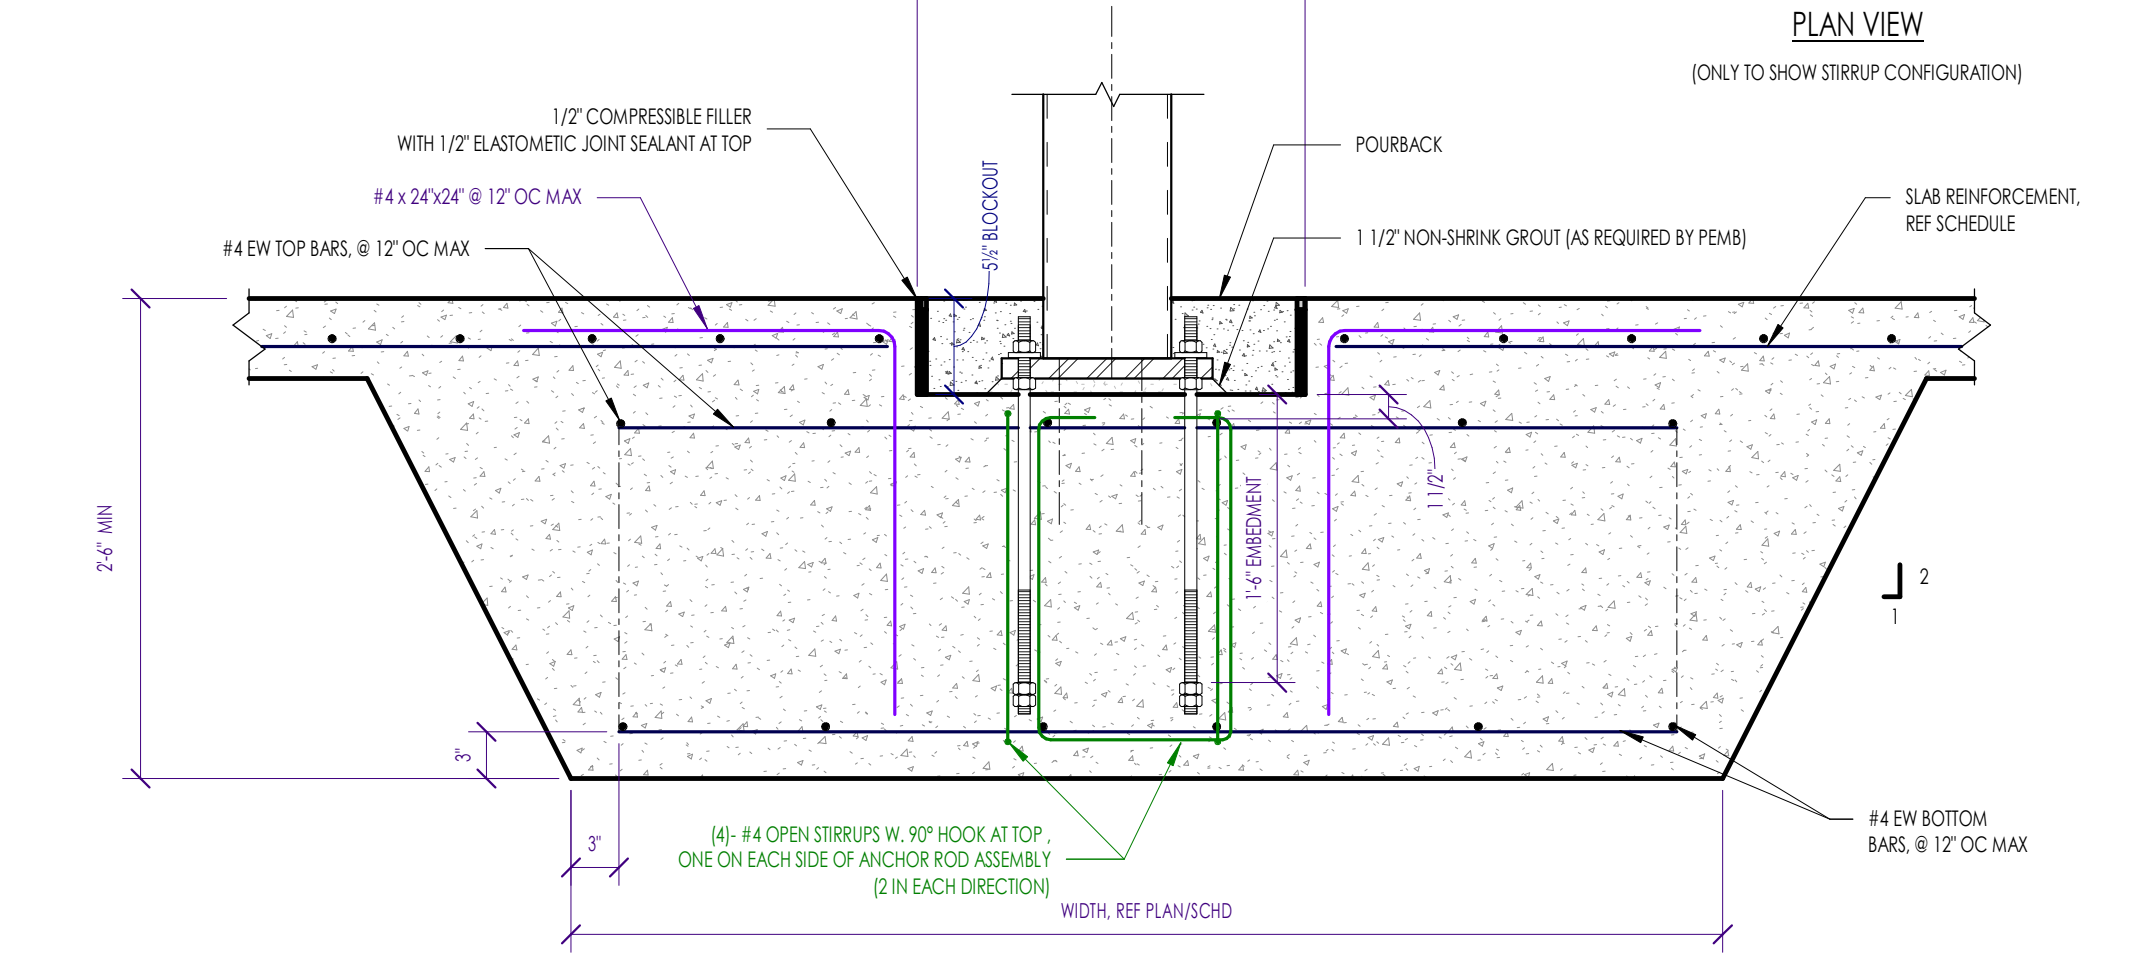 PLAN VIEW
(ONLY TO SHOW STIRRUP CONFIGURATION)
1/2" COMPRESSIBLE FILLER
WITH 1/2" ELASTOMETIC JOINT SEALANT AT TOP
#4 x 24"x24" @ 12" OC MAX
#4 EW TOP BARS, @ 12" OC MAX
5½" BLOCKOUT
POURBACK
1 1/2" NON-SHRINK GROUT (AS REQUIRED BY PEMB)
SLAB REINFORCEMENT,
REF SCHEDULE
2'-6" MIN
1'-6" EMBEDMENT
1 1/2"
2
1
3"
3"
(4)- #4 OPEN STIRRUPS W. 90° HOOK AT TOP ,
ONE ON EACH SIDE OF ANCHOR ROD ASSEMBLY
(2 IN EACH DIRECTION)
#4 EW BOTTOM
BARS, @ 12" OC MAX
WIDTH, REF PLAN/SCHD